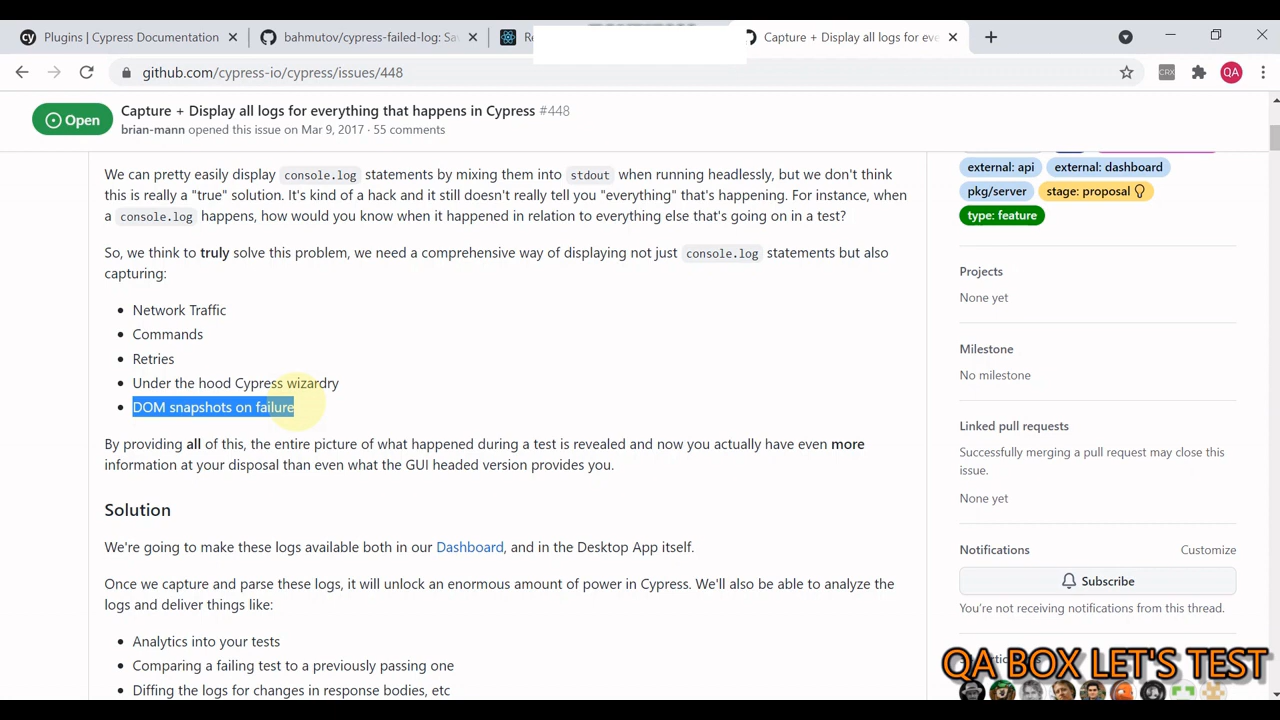 Plugins | Cypress Documentation
bahmutov/cypress-failed-log: Sa
Re
Capture + Display all logs for eve
github.com/cypress-io/cypress/issues/448
CRX
QA
Open
Capture + Display all logs for everything that happens in Cypress #448
brian-mann opened this issue on Mar 9, 2017 · 55 comments
We can pretty easily display console.log statements by mixing them into stdout when running headlessly, but we don't think
this is really a "true" solution. It's kind of a hack and it still doesn't really tell you "everything" that's happening. For instance, when
a console.log happens, how would you know when it happened in relation to everything else that's going on in a test?
So, we think to truly solve this problem, we need a comprehensive way of displaying not just console.log statements but also
capturing:
• Network Traffic
• Commands
• Retries
• Under the hood Cypress wizardry
• DOM snapshots on failure
By providing all of this, the entire picture of what happened during a test is revealed and now you actually have even more
information at your disposal than even what the GUI headed version provides you.
Solution
We're going to make these logs available both in our Dashboard, and in the Desktop App itself.
Once we capture and parse these logs, it will unlock an enormous amount of power in Cypress. We'll also be able to analyze the
logs and deliver things like:
• Analytics into your tests
• Comparing a failing test to a previously passing one
• Diffing the logs for changes in response bodies, etc
external: api external: dashboard
pkg/server stage: proposal
type: feature
Projects
None yet
Milestone
No milestone
Linked pull requests
Successfully merging a pull request may close this
issue.
None yet
Notifications Customize
Subscribe
You're not receiving notifications from this thread.
QA BOX LET'S TEST